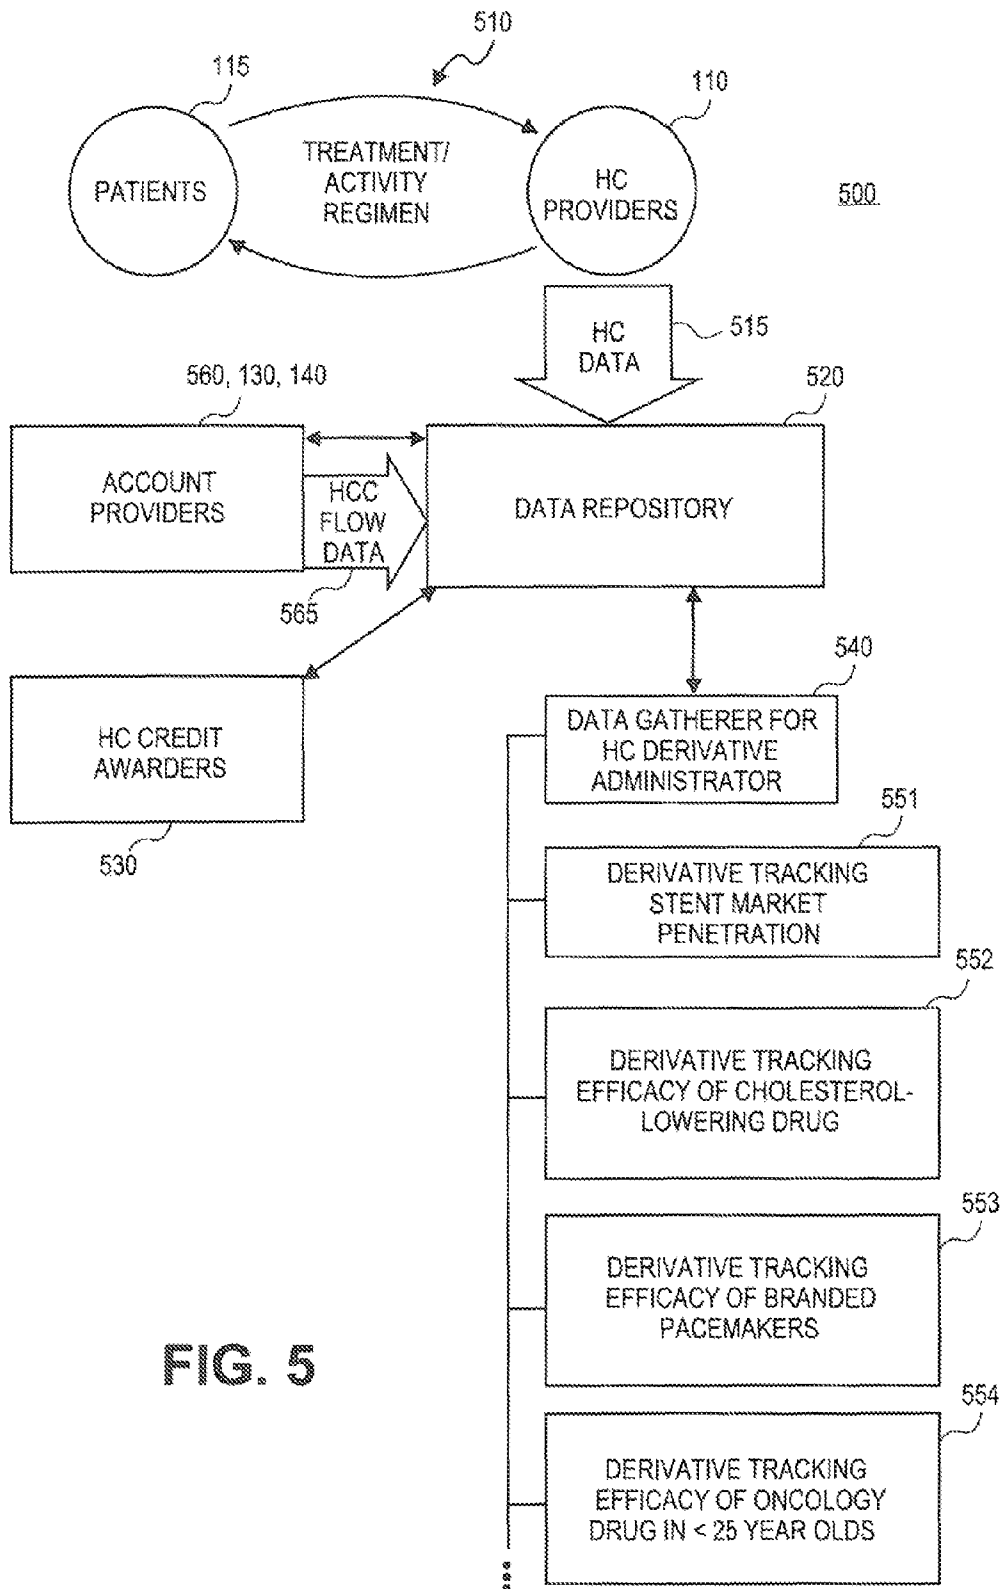 510
115
110
PATIENTS
TREATMENT/
ACTIVITY
REGIMEN
HC
PROVIDERS
500
HC
DATA
515
560, 130, 140
520
ACCOUNT
PROVIDERS
HCC
FLOW
DATA
DATA REPOSITORY
565
540
HC CREDIT
AWARDERS
530
DATA GATHERER FOR
HC DERIVATIVE
ADMINISTRATOR
551
DERIVATIVE TRACKING
STENT MARKET
PENETRATION
552
DERIVATIVE TRACKING
EFFICACY OF CHOLESTEROL-
LOWERING DRUG
553
DERIVATIVE TRACKING
EFFICACY OF BRANDED
PACEMAKERS
FIG. 5
554
DERIVATIVE TRACKING
EFFICACY OF ONCOLOGY
DRUG IN < 25 YEAR OLDS